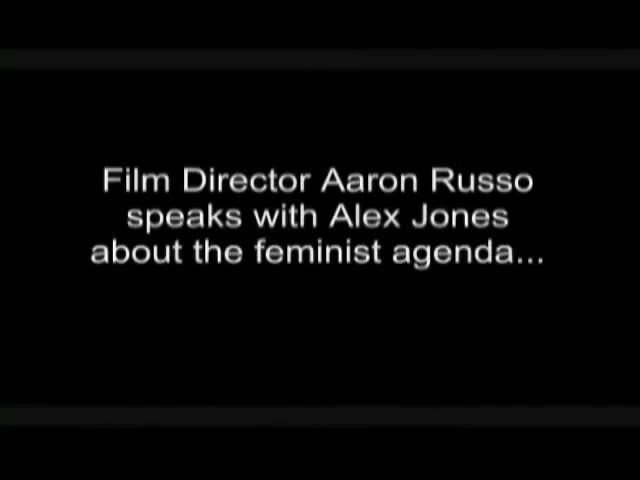 Film Director Aaron Russo
speaks with Alex Jones
about the feminist agenda...